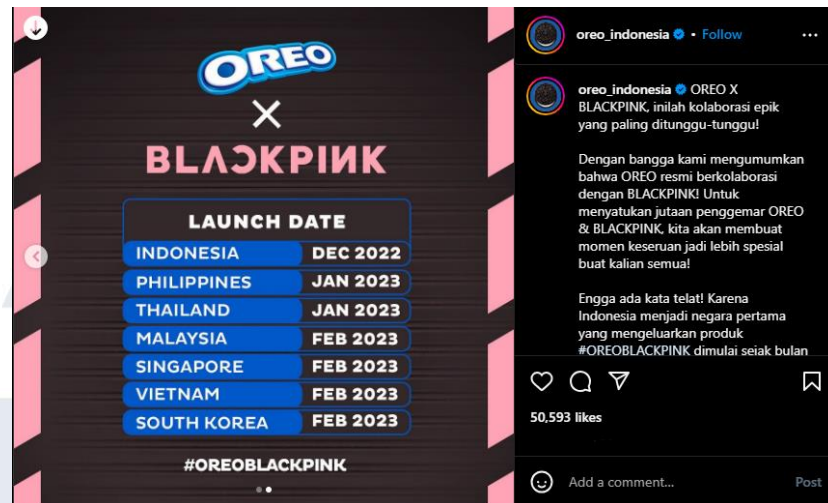 OREO
X
BLACKPINK
LAUNCH DATE
INDONESIA DEC 2022
PHILIPPINES JAN 2023
THAILAND JAN 2023
MALAYSIA FEB 2023
SINGAPORE FEB 2023
VIETNAM FEB 2023
SOUTH KOREA FEB 2023
#OREOBLACKPINK
oreo_indonesia • Follow
oreo_indonesia OREO X
BLACKPINK, inilah kolaborasi epik
yang paling ditunggu-tunggu!
Dengan bangga kami mengumumkan
bahwa OREO resmi berkolaborasi
dengan BLACKPINK! Untuk
menyatukan jutaan penggemar OREO
& BLACKPINK, kita akan membuat
momen keseruan jadi lebih spesial
buat kalian semua!
Engga ada kata telat! Karena
Indonesia menjadi negara pertama
yang mengeluarkan produk
#OREOBLACKPINK dimulai sejak bulan
50,593 likes
Add a comment... Post